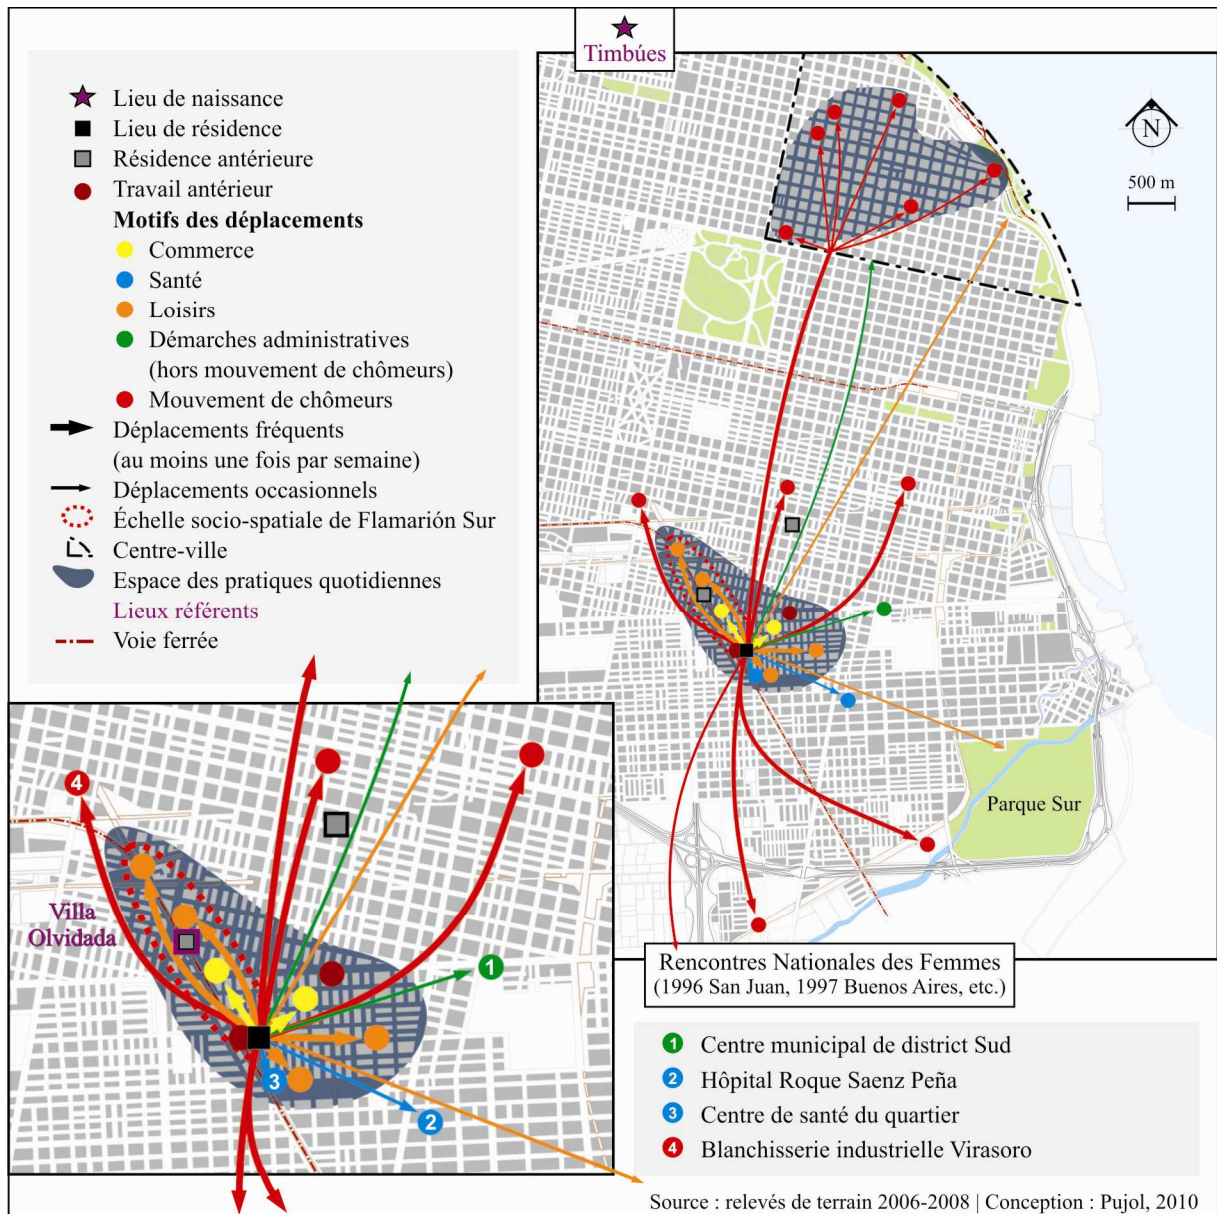 Timbúes
Lieu de naissance
Lieu de résidence
Résidence antérieure
Travail antérieur
Motifs des déplacements
Commerce
Santé
Loisirs
Démarches administratives
(hors mouvement de chômeurs)
Mouvement de chômeurs
Déplacements fréquents
(au moins une fois par semaine)
Déplacements occasionnels
Échelle socio-spatiale de Flamarión Sur
Centre-ville
Espace des pratiques quotidiennes
Lieux référents
Voie ferrée
N
500 m
Parque Sur
4
Villa
Olvidada
1
3
2
Rencontres Nationales des Femmes
(1996 San Juan, 1997 Buenos Aires, etc.)
1 Centre municipal de district Sud
2 Hôpital Roque Saenz Peña
3 Centre de santé du quartier
4 Blanchisserie industrielle Virasoro
Source : relevés de terrain 2006-2008 | Conception : Pujol, 2010